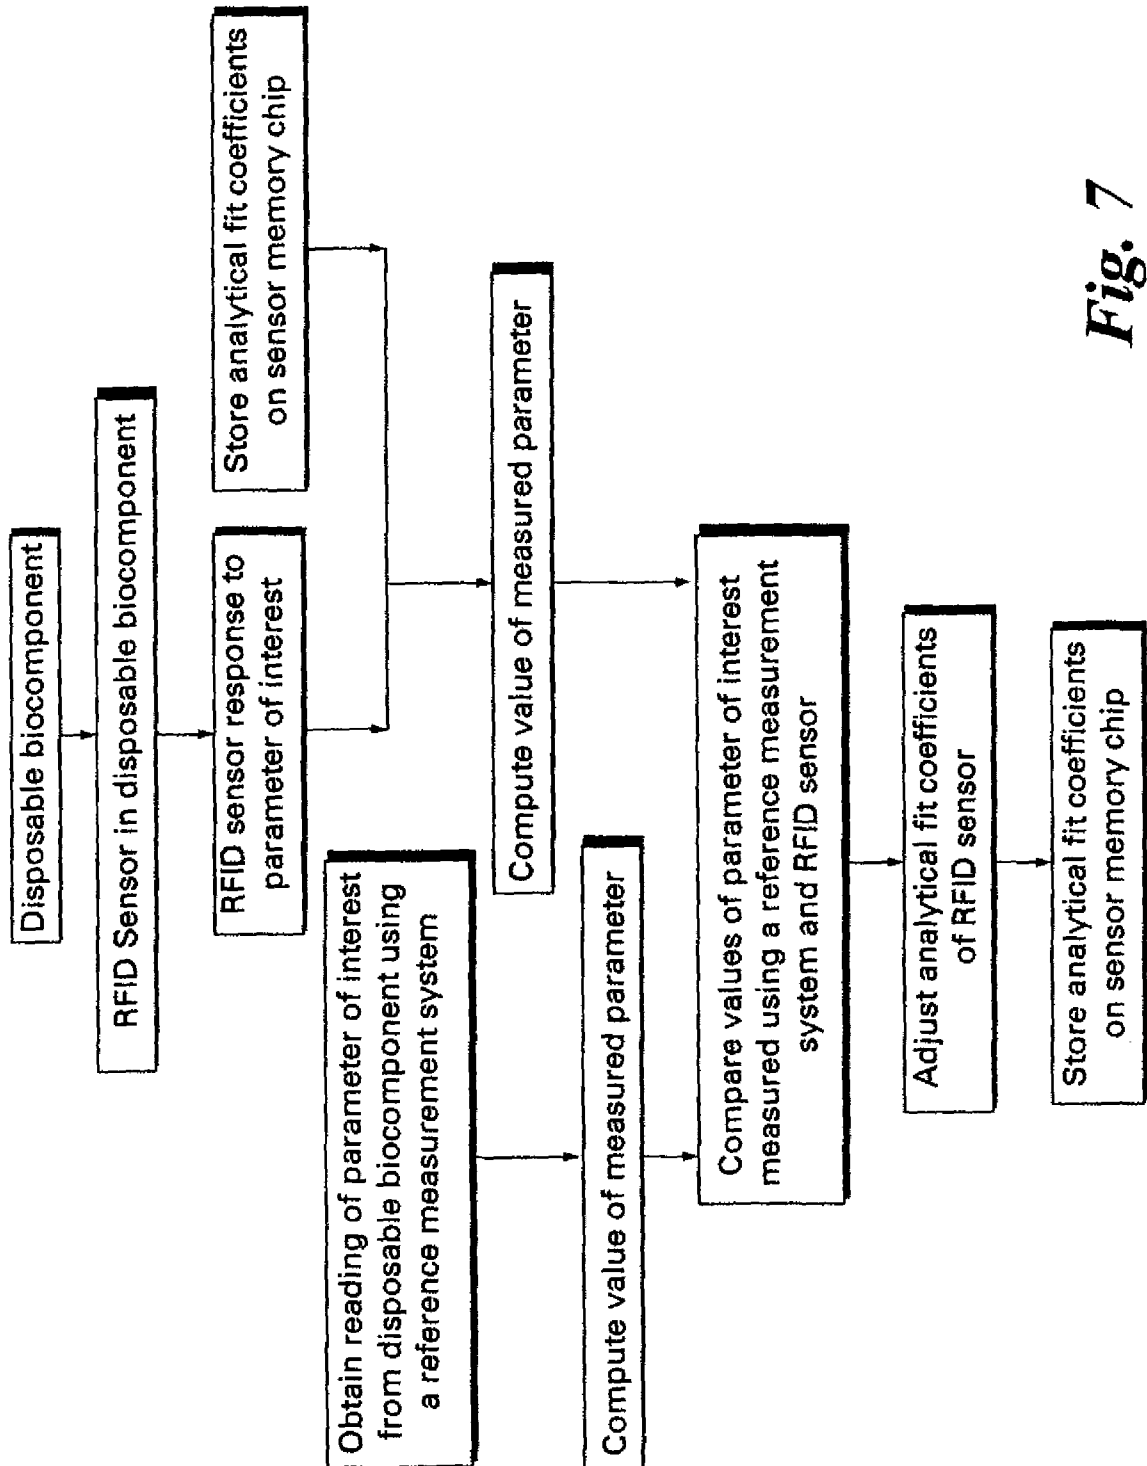 Disposable biocomponent
RFID Sensor in disposable biocomponent
RFID sensor response to
parameter of interest
Store analytical fit coefficients
on sensor memory chip
Obtain reading of parameter of interest
from disposable biocomponent using
a reference measurement system
Compute value of measured parameter
Compute value of measured parameter
Compare values of parameter of interest
measured using a reference measurement
system and RFID sensor
Adjust analytical fit coefficients
of RFID sensor
Store analytical fit coefficients
on sensor memory chip
Fig. 7